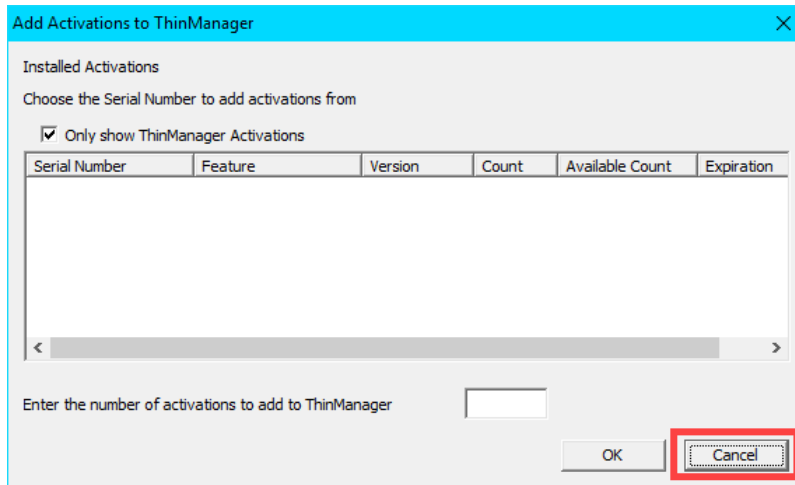 Add Activations to ThinManager
Installed Activations
Choose the Serial Number to add activations from
Only show ThinManager Activations
Serial Number Feature Version Count Available Count Expiration
Enter the number of activations to add to ThinManager
OK Cancel